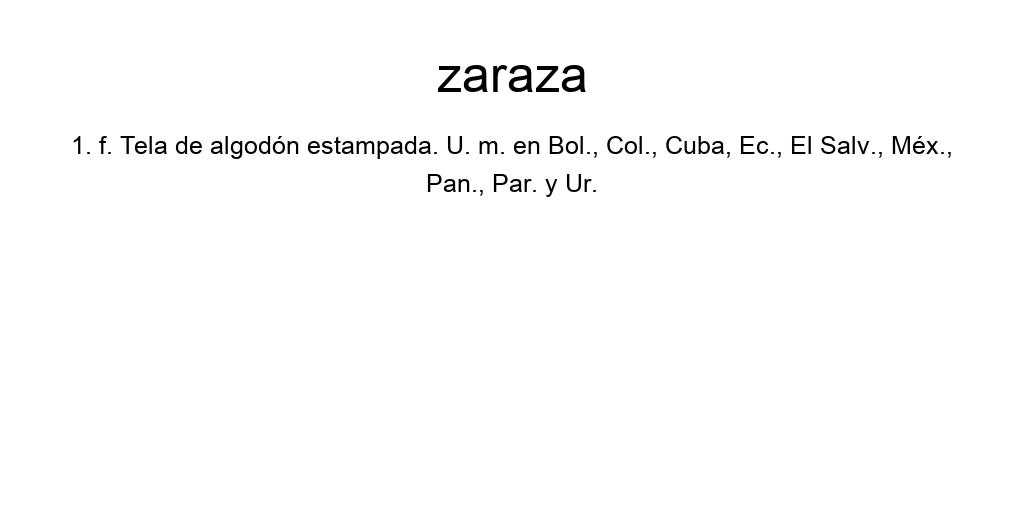 zaraza
1. f. Tela de algodón estampada. U. m. en Bol., Col., Cuba, Ec., El Salv., Méx.,
Pan., Par. y Ur.